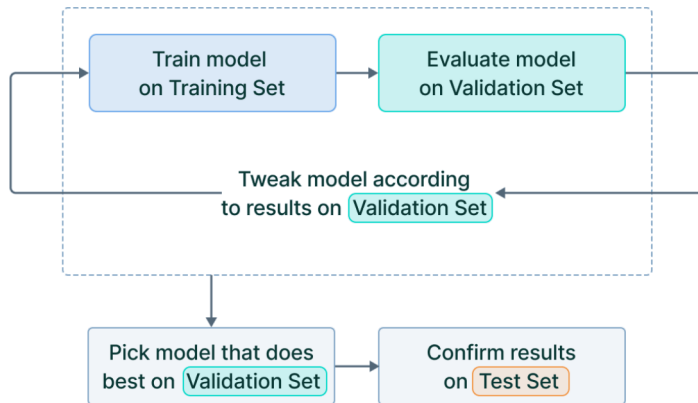 Train model
on Training Set
Evaluate model
on Validation Set
Tweak model according
to results on Validation Set
Pick model that does
best on Validation Set
Confirm results
on Test Set